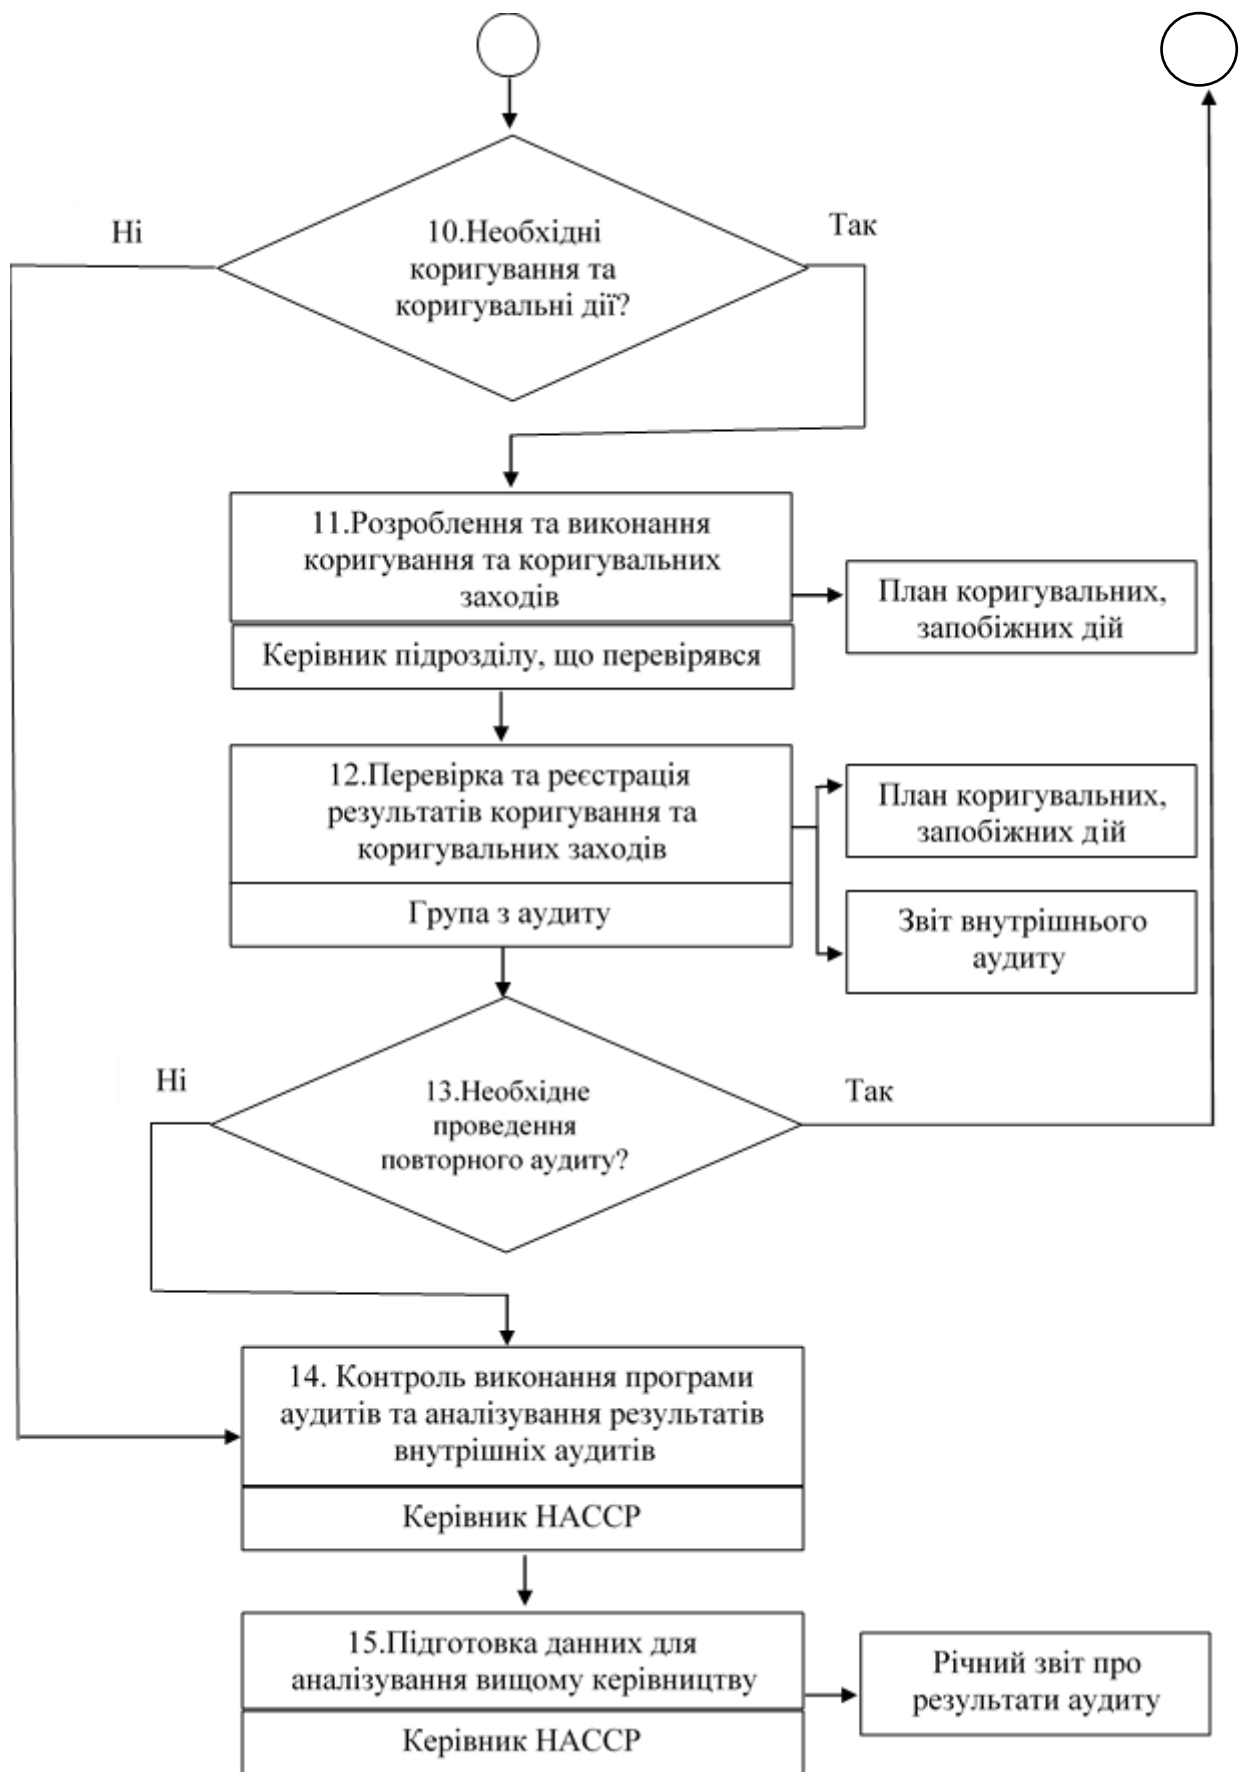 Ні
Так
10.Необхідні
коригування та
коригувальні дії?
11.Розроблення та виконання
коригування та коригувальних
заходів
Керівник підрозділу, що перевірявся
План коригувальних,
запобіжних дій
12.Перевірка та реєстрація
результатів коригування та
коригувальних заходів
Група з аудиту
План коригувальних,
запобіжних дій
Звіт внутрішнього
аудиту
Ні
Так
13.Необхідне
проведення
повторного аудиту?
14. Контроль виконання програми
аудитів та аналізування результатів
внутрішніх аудитів
Керівник НАССР
15.Підготовка данних для
аналізування вищому керівництву
Керівник НАССР
Річний звіт про
результати аудиту